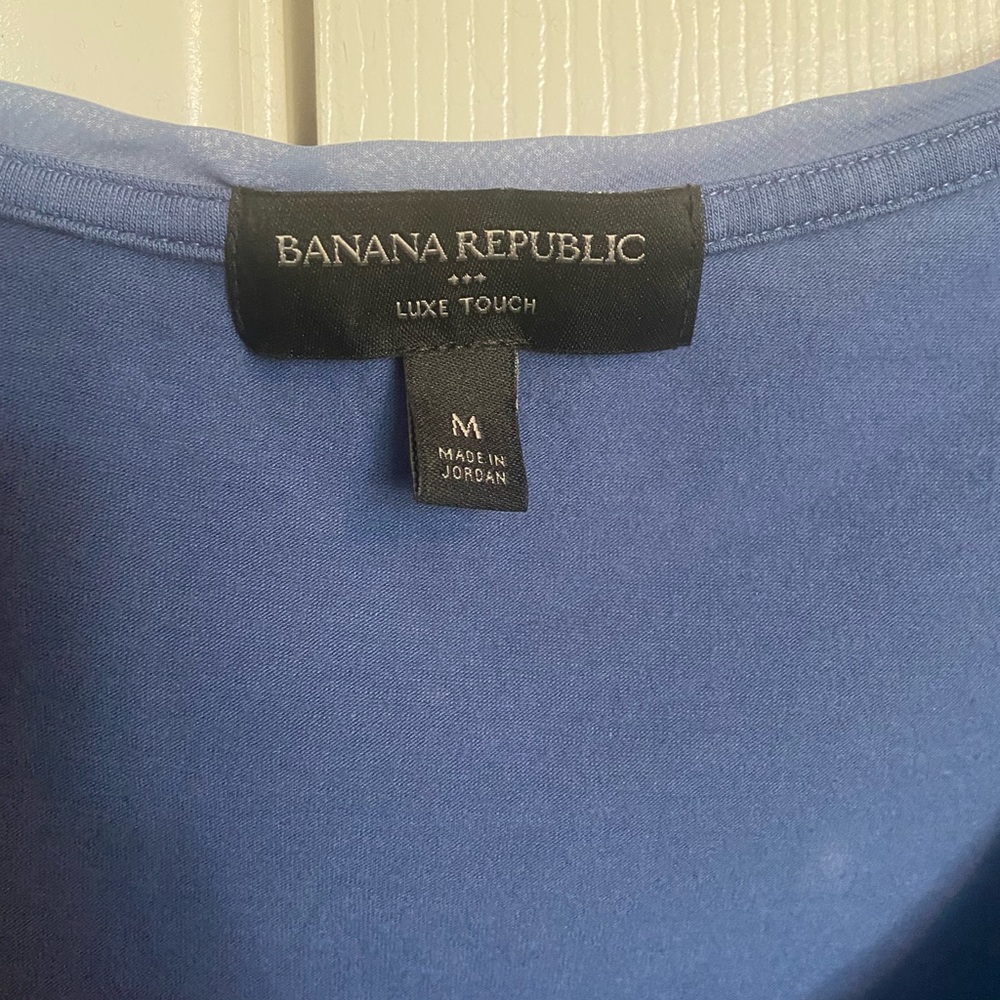 BANANA REPUBLIC
LUXE TOUCH
M
MADE IN
JORDAN